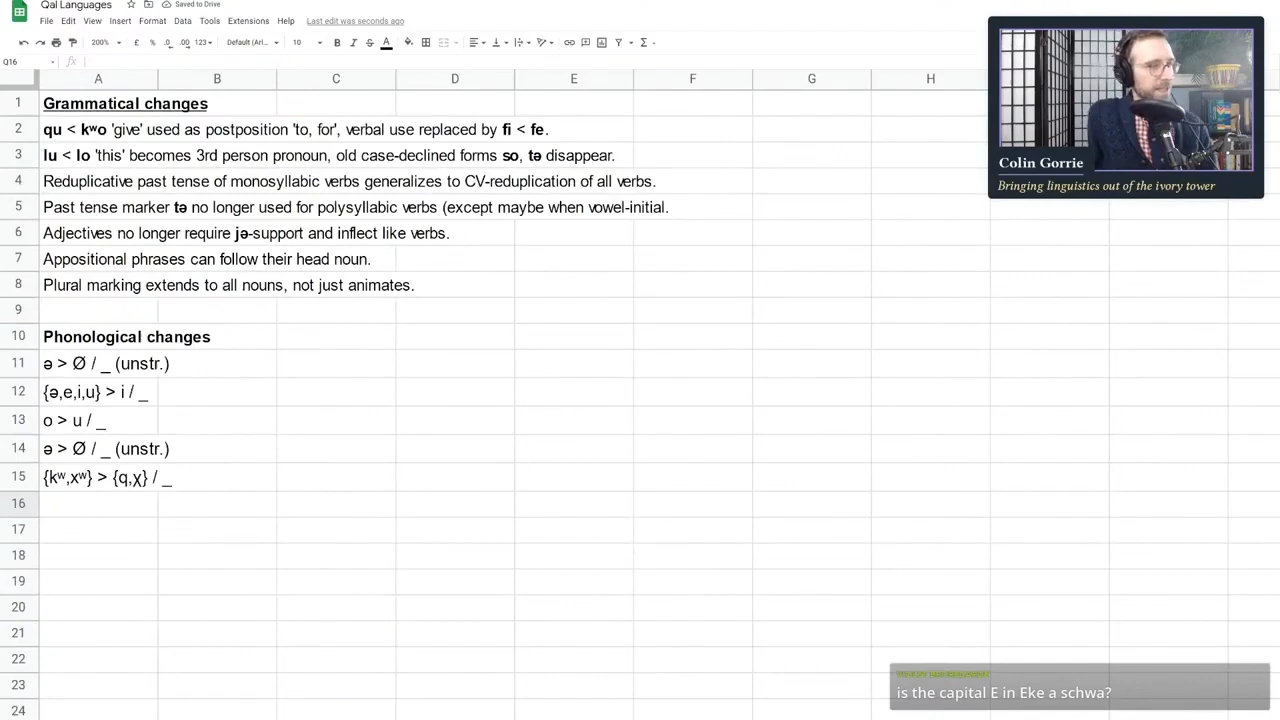 Qal Languages
Saved to Drive
File Edit View Insert Format Data Tools Extensions Help Last edit was seconds ago
200% £ % .0 .00 123 Default (Ari... 10 B I S A
Q16 fx
A B C D E F G H
1 Grammatical changes
2 qu < kʷo 'give' used as postposition 'to, for', verbal use replaced by fi < fe.
3 lu < lo 'this' becomes 3rd person pronoun, old case-declined forms so, tə disappear.
4 Reduplicative past tense of monosyllabic verbs generalizes to CV-reduplication of all verbs.
5 Past tense marker tə no longer used for polysyllabic verbs (except maybe when vowel-initial.
6 Adjectives no longer require jə-support and inflect like verbs.
7 Appositional phrases can follow their head noun.
8 Plural marking extends to all nouns, not just animates.
9
10 Phonological changes
11 ə > Ø / _ (unstr.)
12 {ə,e,i,u} > i / _
13 o > u / _
14 ə > Ø / _ (unstr.)
15 {kʷ,xʷ} > {q,χ} / _
16
17
18
19
20
21
22
23
24
Colin Gorrie
Bringing linguistics out of the ivory tower
is the capital E in Eke a schwa?